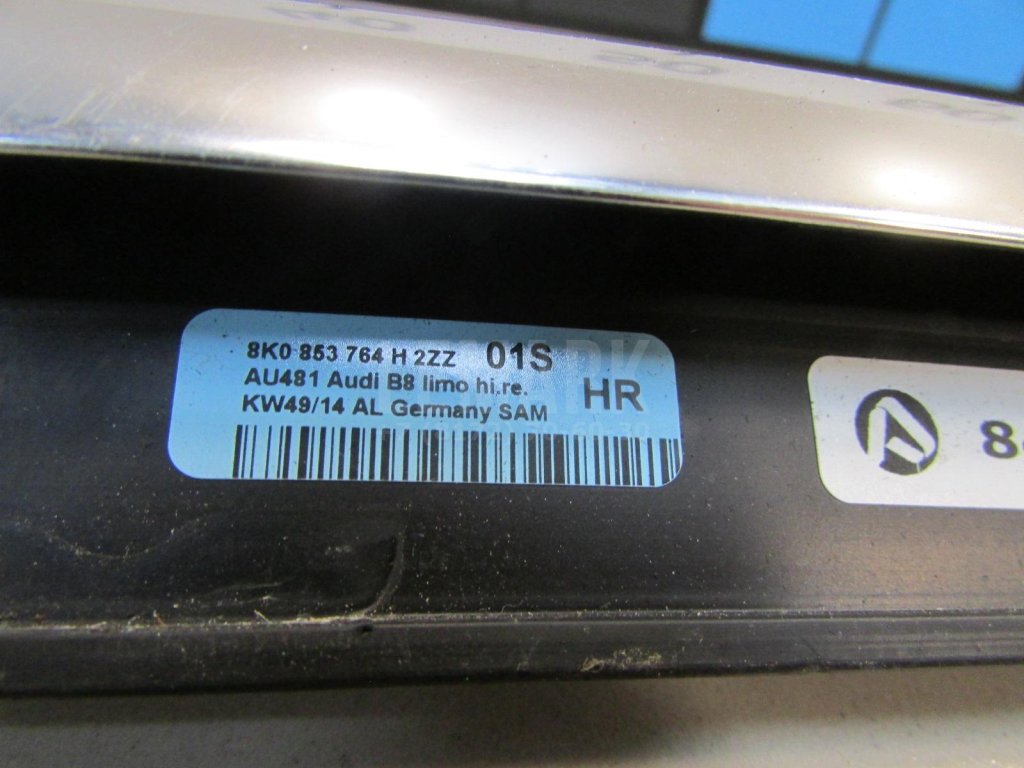 8K0 853 764 H 2ZZ 01S
AU481 Audi B8 limo hi.re.
KW49/14 AL Germany SAM
HR